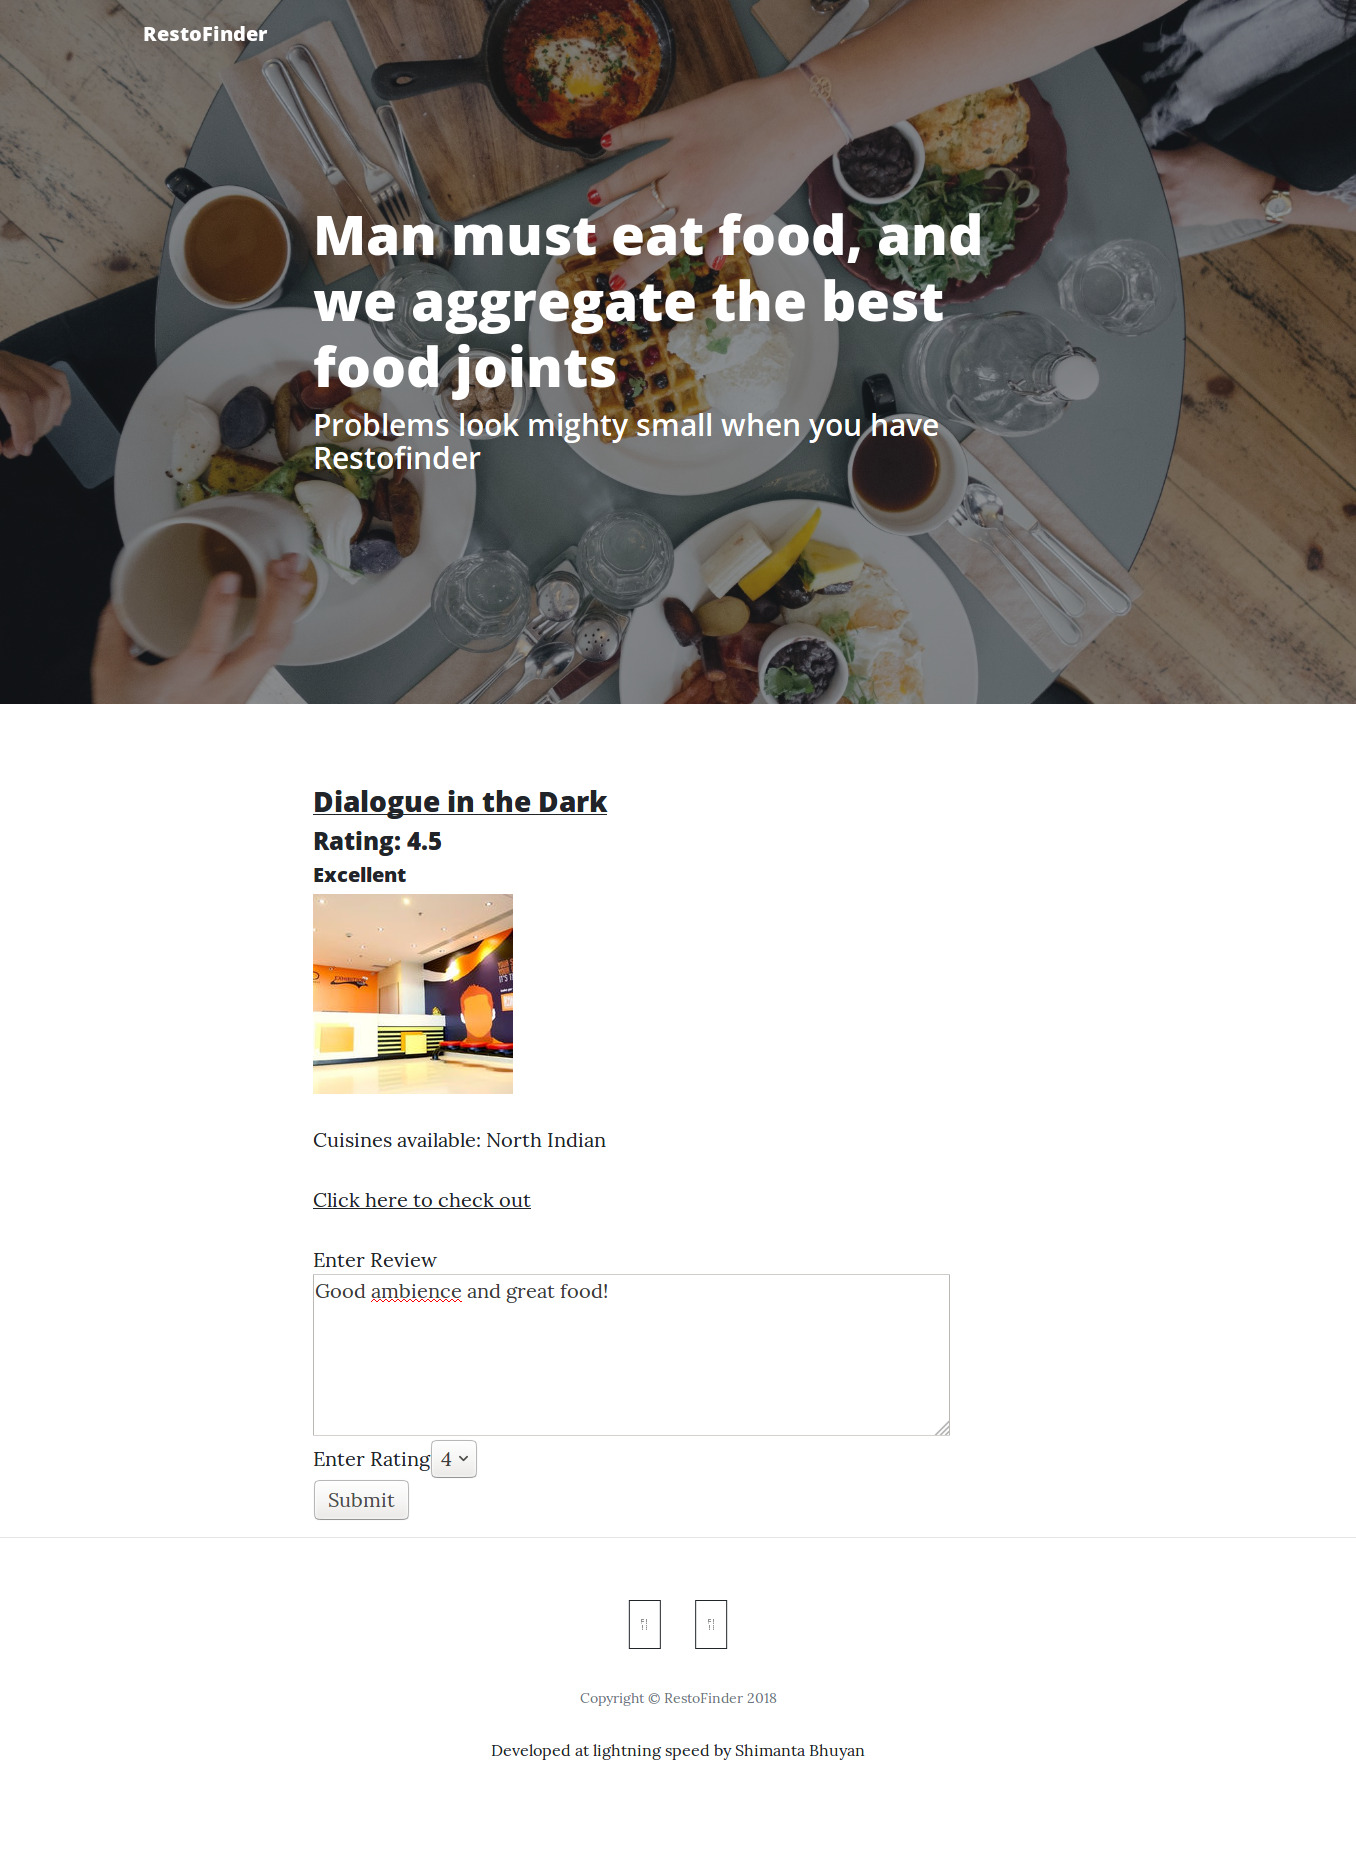 RestoFinder
Man must eat food, and
we aggregate the best
food joints
Problems look mighty small when you have
Restofinder
Dialogue in the Dark
Rating: 4.5
Excellent
Cuisines available: North Indian
Click here to check out
Enter Review
Good ambience and great food!
Enter Rating 4
Submit
Copyright © RestoFinder 2018
Developed at lightning speed by Shimanta Bhuyan